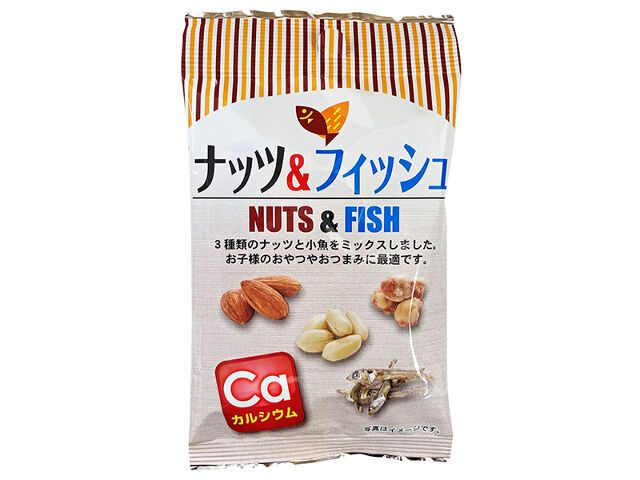 ナッツ&フィッシュ
NUTS & FISH
3種類のナッツと小魚をミックスしました。
お子様のおやつやおつまみに最適です。
Ca
カルシウム
写真はイメージです。